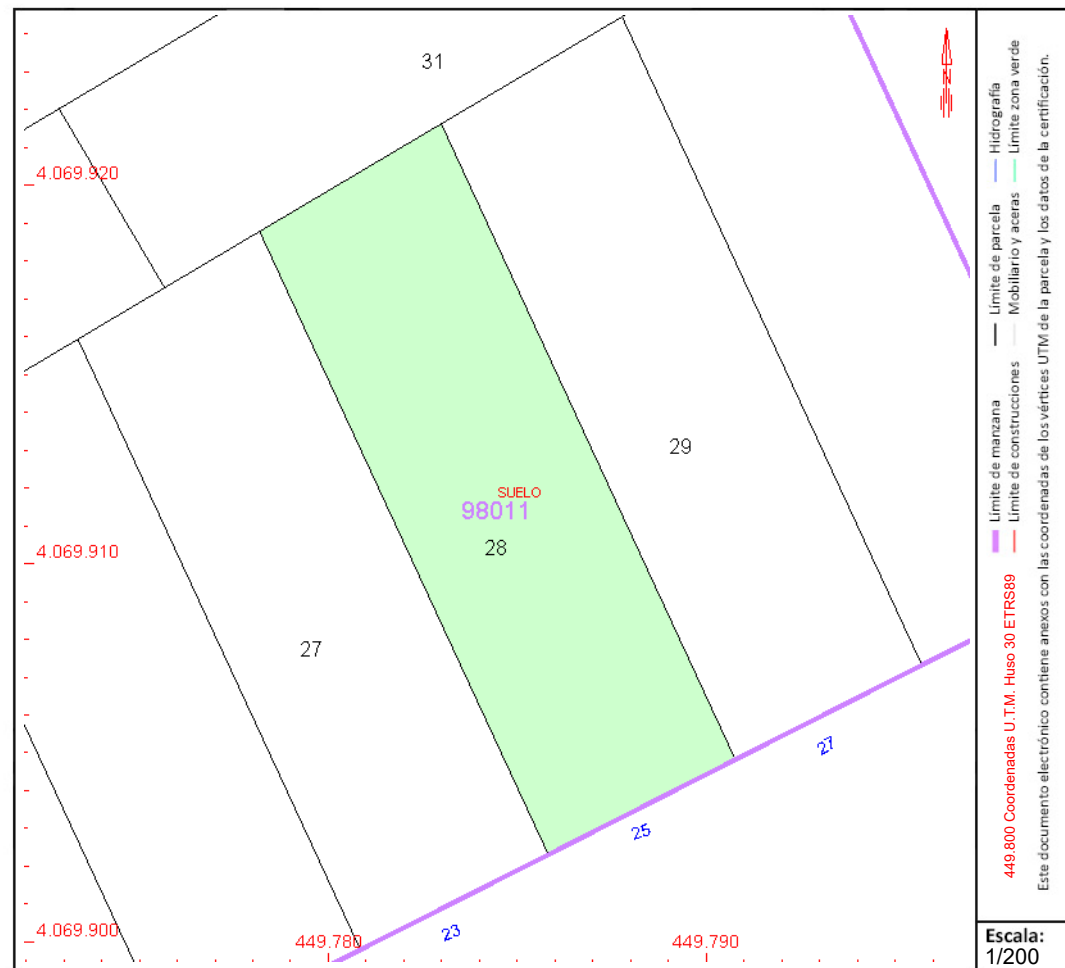 31
N
4.069.920
29
SUELO
98011
28
4.069.910
27
27
25
23
4.069.900
449.780
449.790
449.800 Coordenadas U.T.M. Huso 30 ETRS89
Límite de manzana
Límite de parcela
Hidrografía
Límite de construcciones
Mobiliario y aceras
Límite zona verde
Este documento electrónico contiene anexos con las coordenadas de los vértices UTM de la parcela y los datos de la certificación.
Escala:
1/200